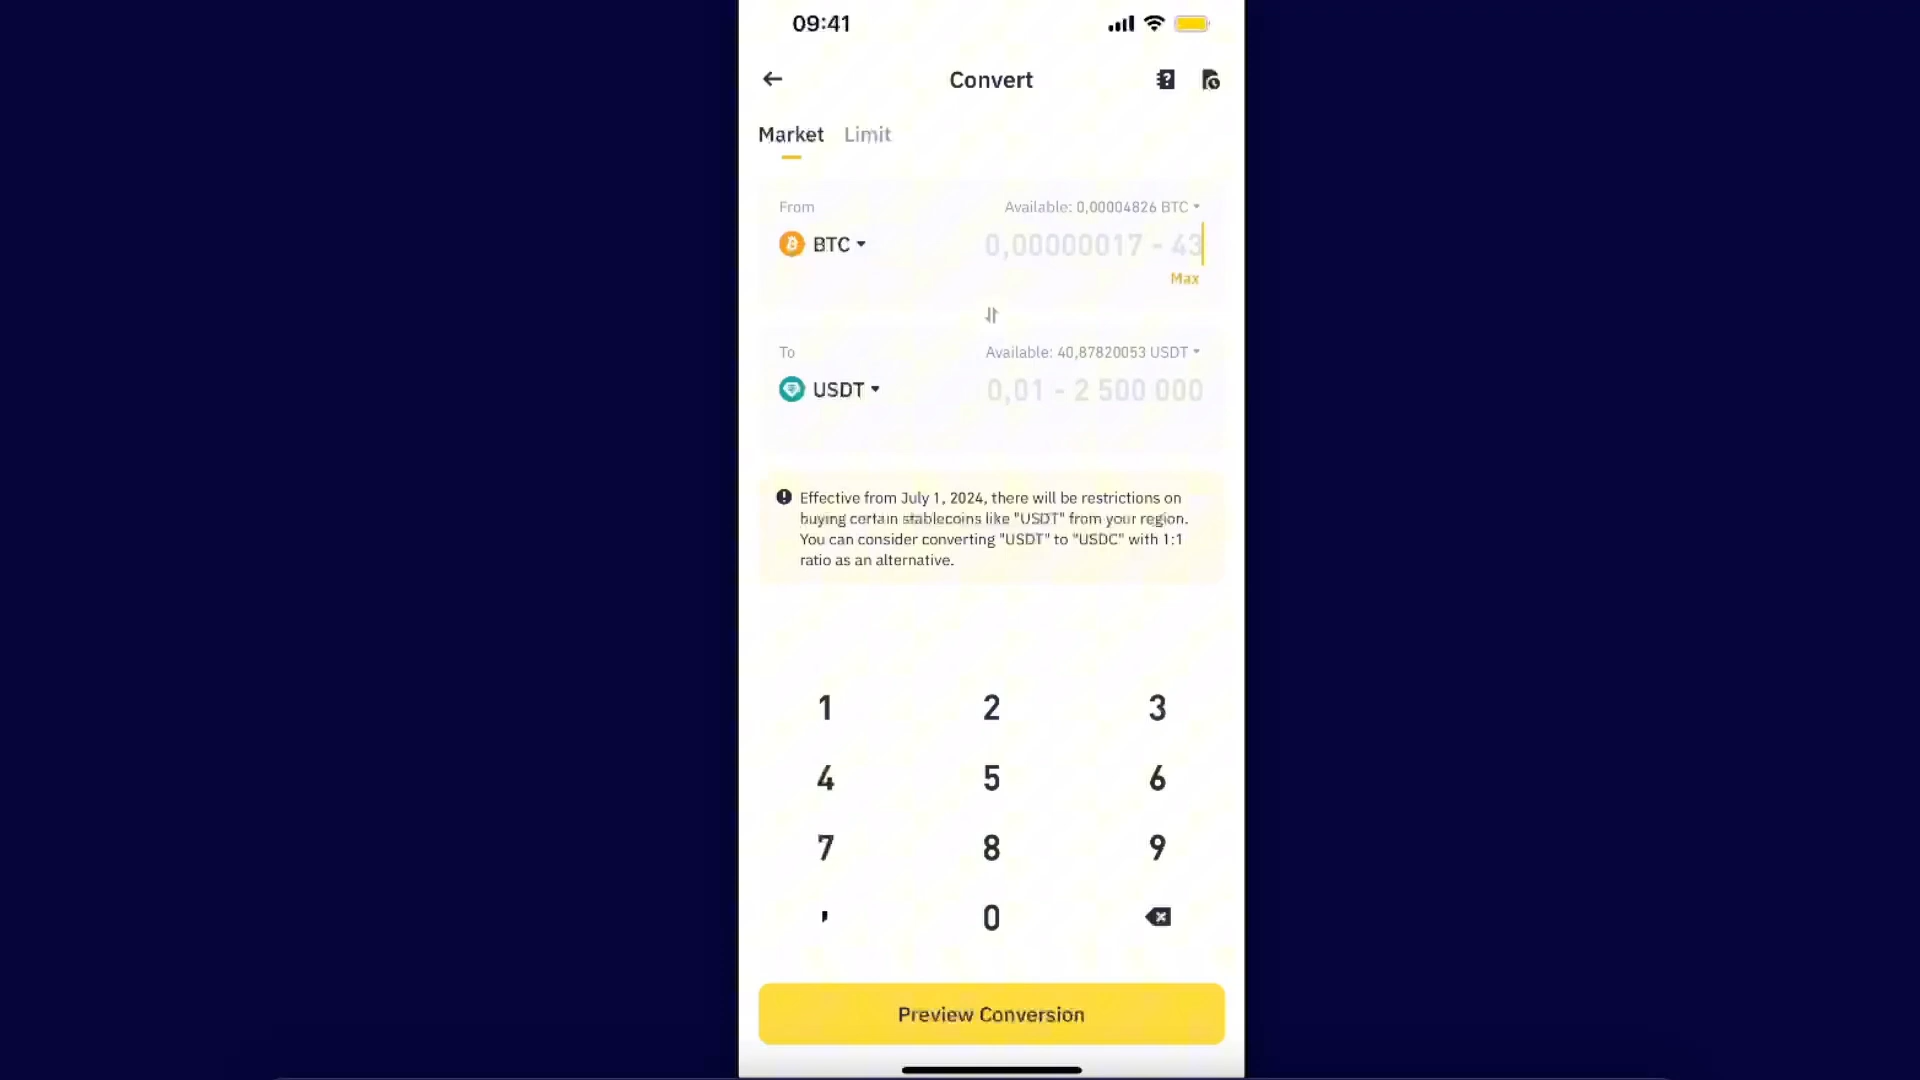 09:41
Convert
Market Limit
From Available: 0,00004826 BTC
BTC 0,00000017 - 43
Max
To Available: 40,87820053 USDT
USDT 0,01 - 2 500 000
Effective from July 1, 2024, there will be restrictions on
buying certain stablecoins like "USDT" from your region.
You can consider converting "USDT" to "USDC" with 1:1
ratio as an alternative.
1 2 3
4 5 6
7 8 9
, 0
Preview Conversion